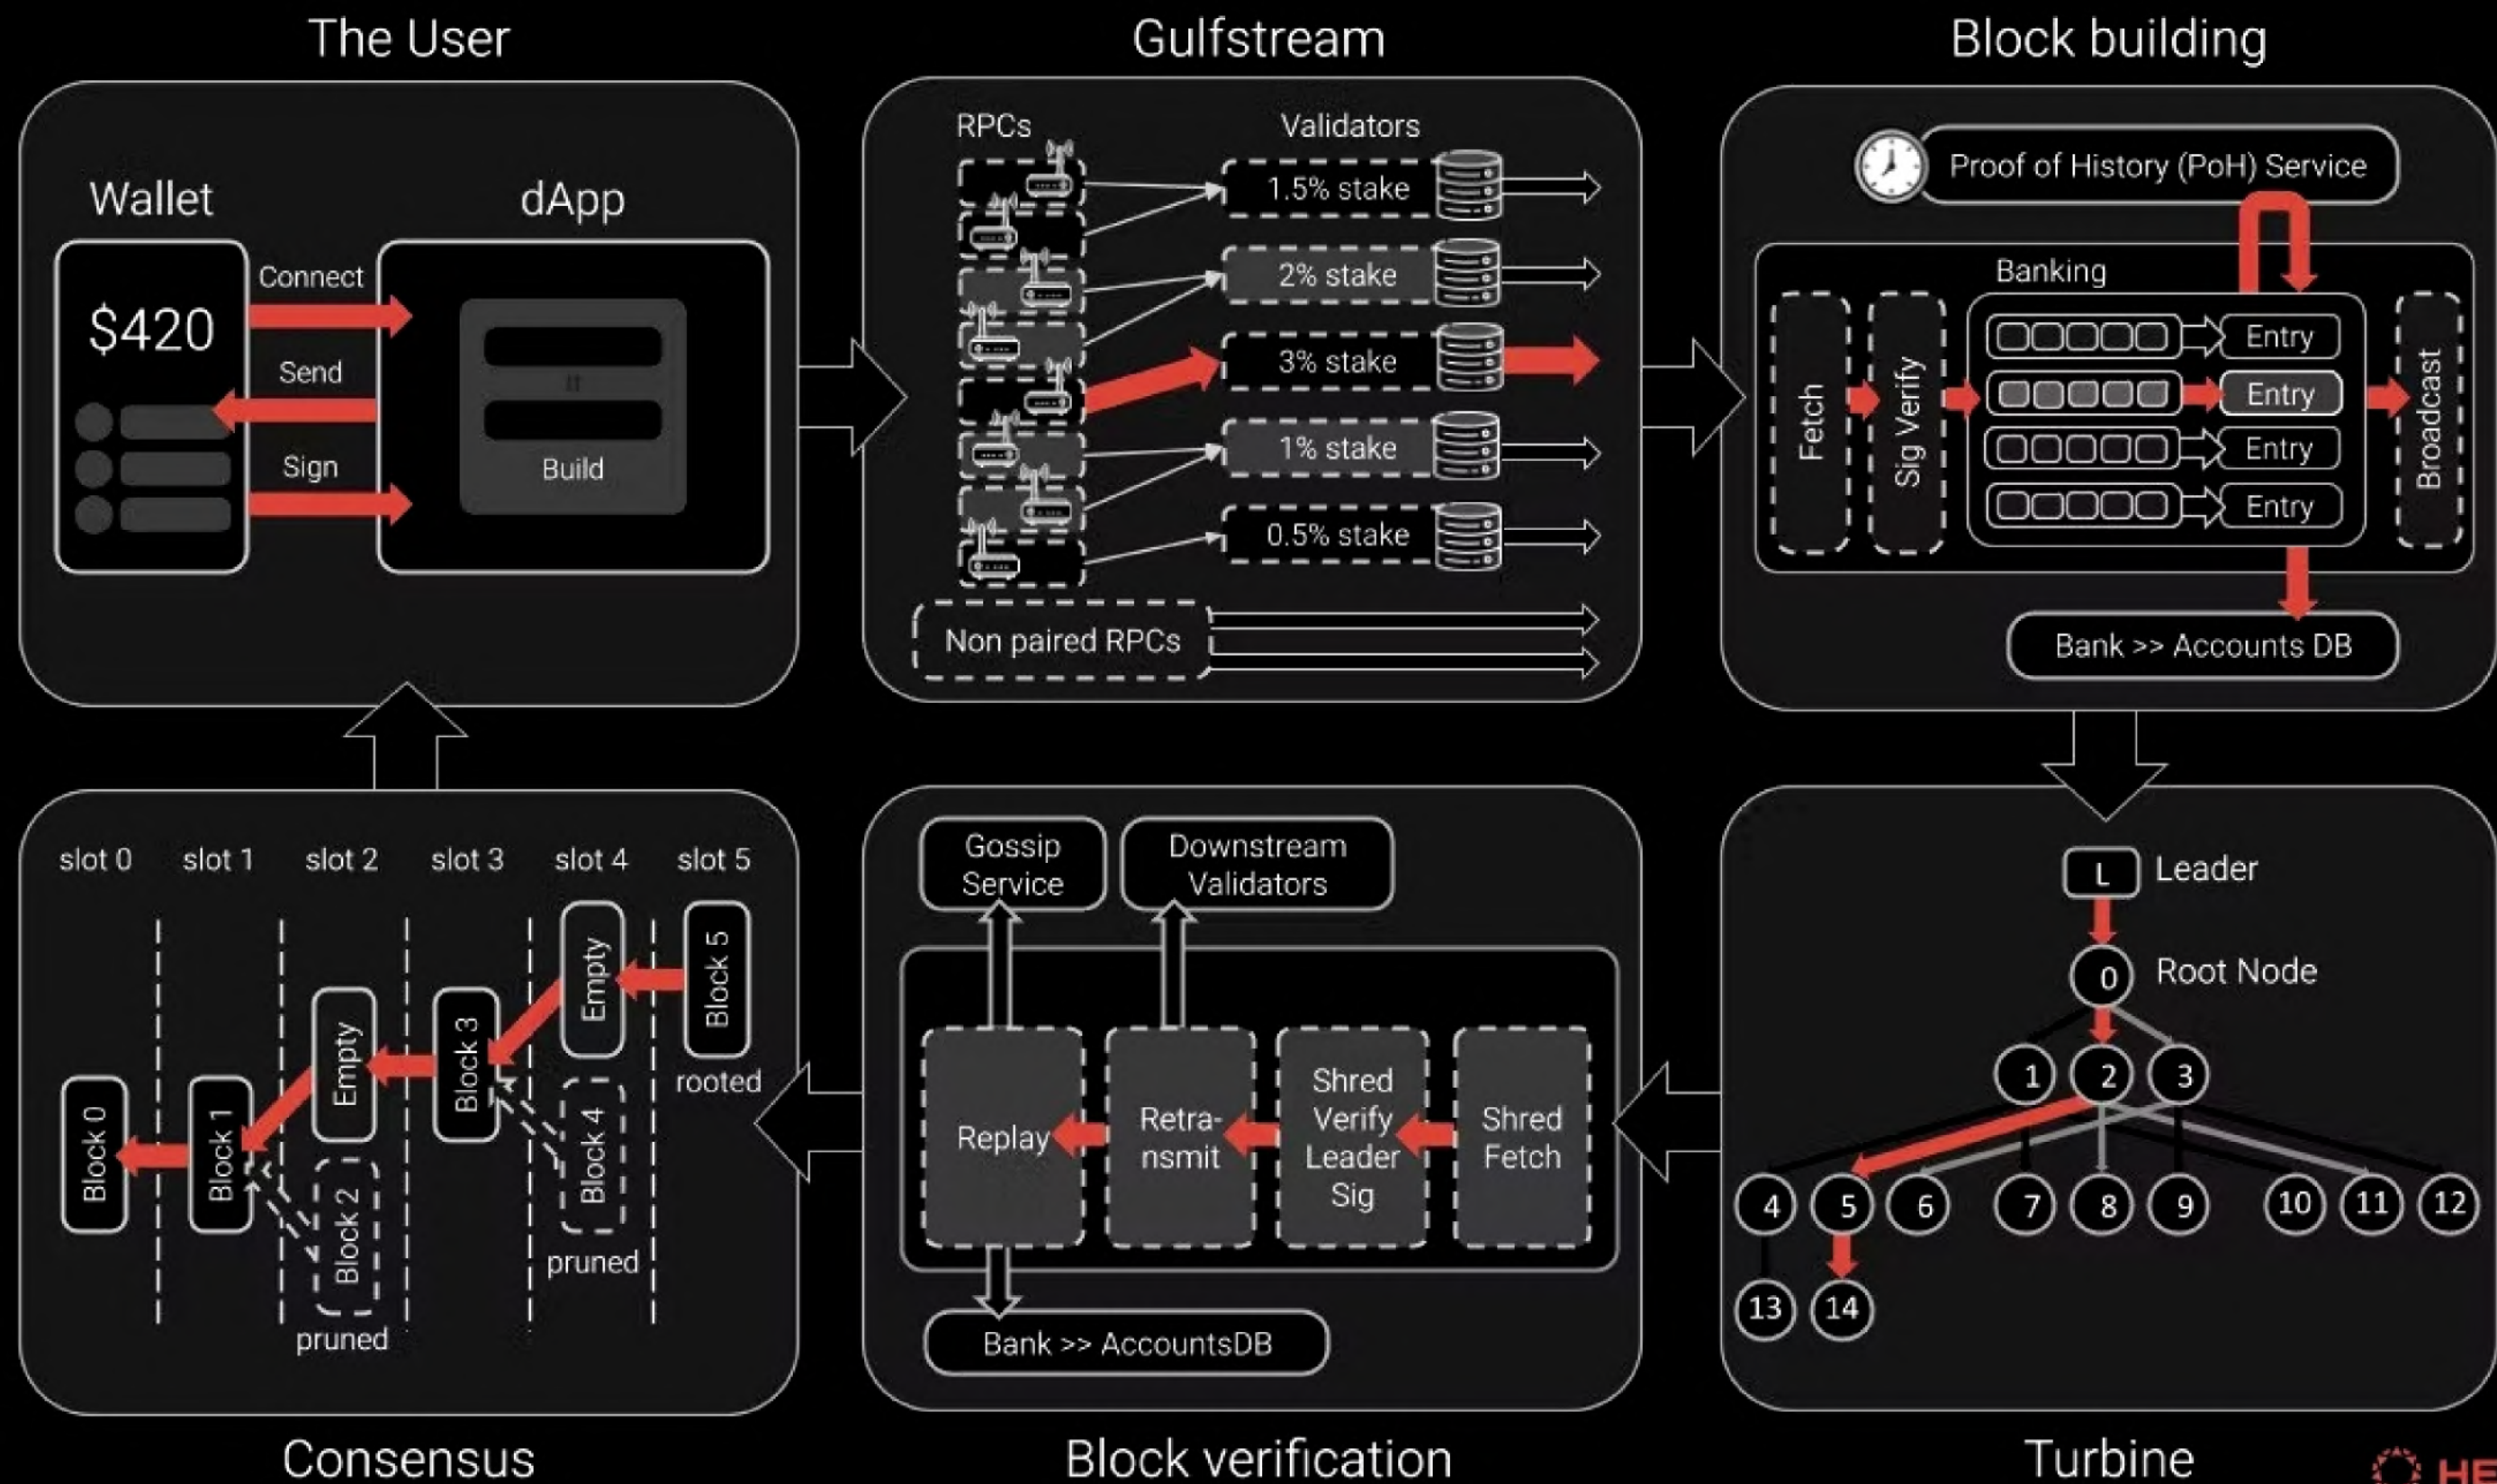 The User
Wallet
dApp
Connect
$420
Send
Sign
Build
Gulfstream
RPCs
Validators
1.5% stake
2% stake
3% stake
1% stake
0.5% stake
Non paired RPCs
Block building
Proof of History (PoH) Service
Banking
Fetch
Sig Verify
Entry
Entry
Entry
Entry
Broadcast
Bank >> Accounts DB
slot 0
slot 1
slot 2
slot 3
slot 4
slot 5
Block 0
Block 1
Empty
Block 2
pruned
Block 3
Empty
Block 4
pruned
Block 5
rooted
Consensus
Gossip
Service
Downstream
Validators
Replay
Retra-
nsmit
Shred
Verify
Leader
Sig
Shred
Fetch
Bank >> AccountsDB
Block verification
L
Leader
0
Root Node
1
2
3
4
5
6
7
8
9
10
11
12
13
14
Turbine
HE